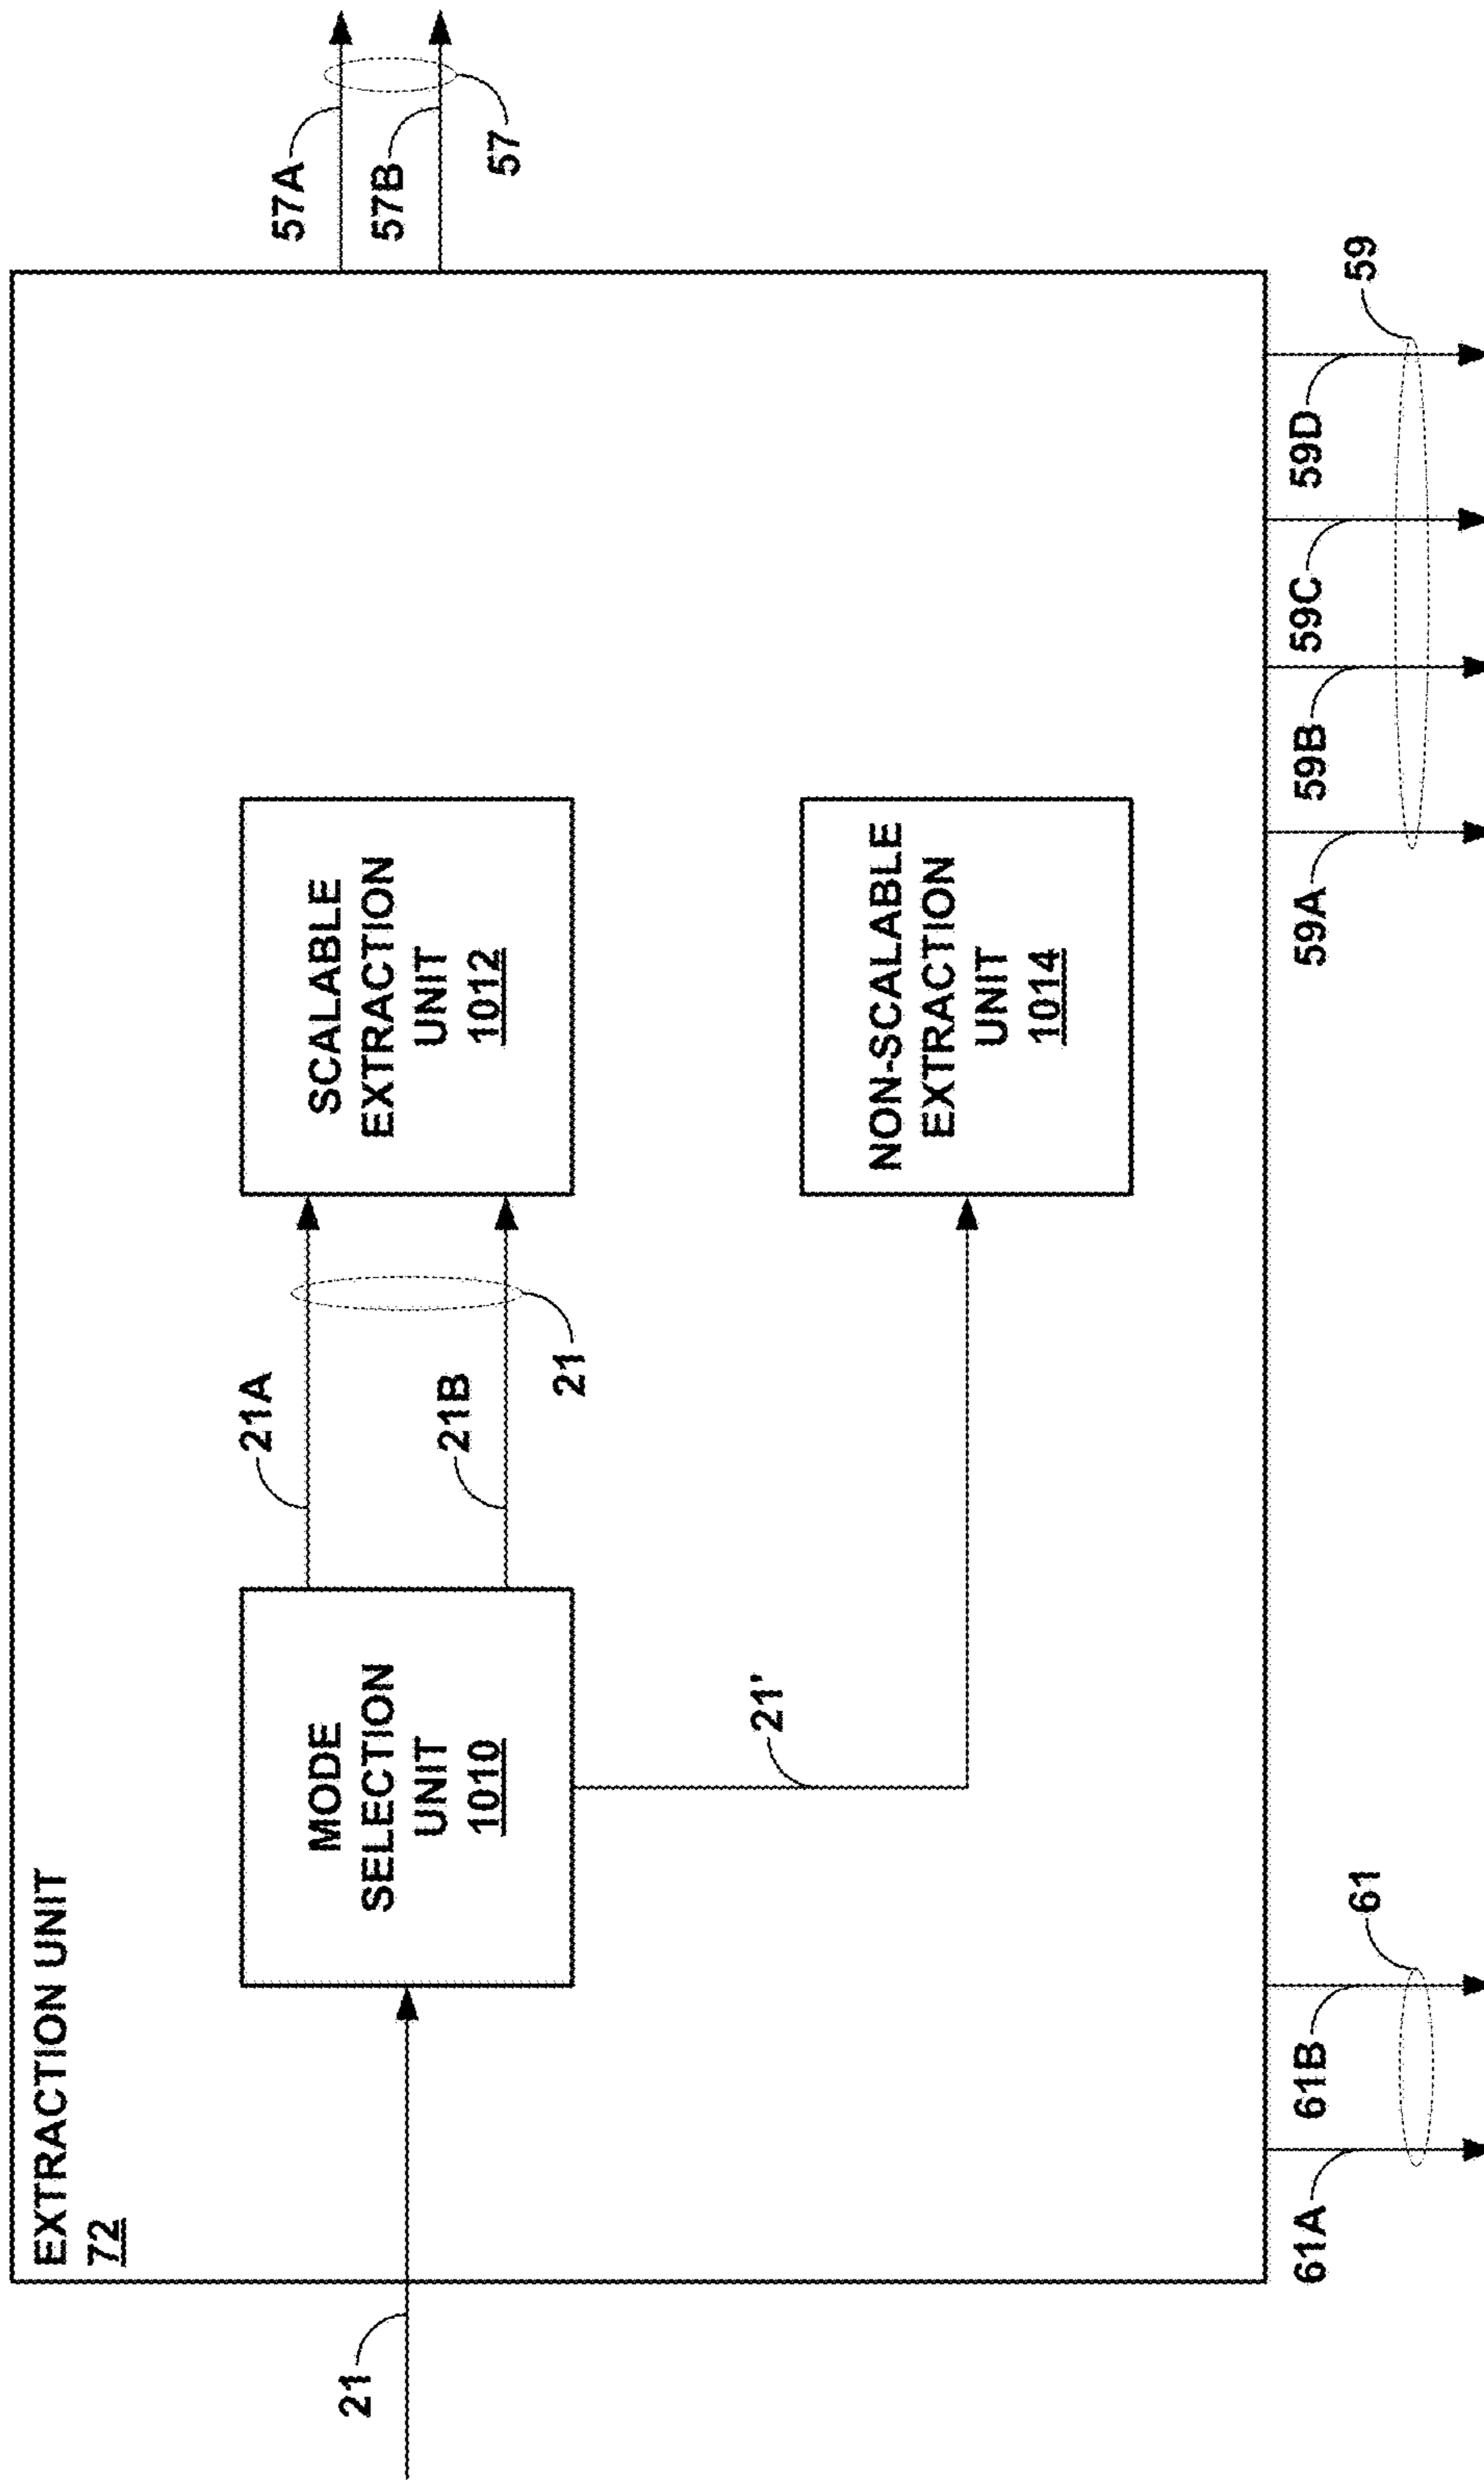 EXTRACTION UNIT
72
21
MODE
SELECTION
UNIT
1010
21A
21B
21
SCALABLE
EXTRACTION
UNIT
1012
21'
NON-SCALABLE
EXTRACTION
UNIT
1014
57A
57B
57
61A
61B
61
59A
59B
59C
59D
59